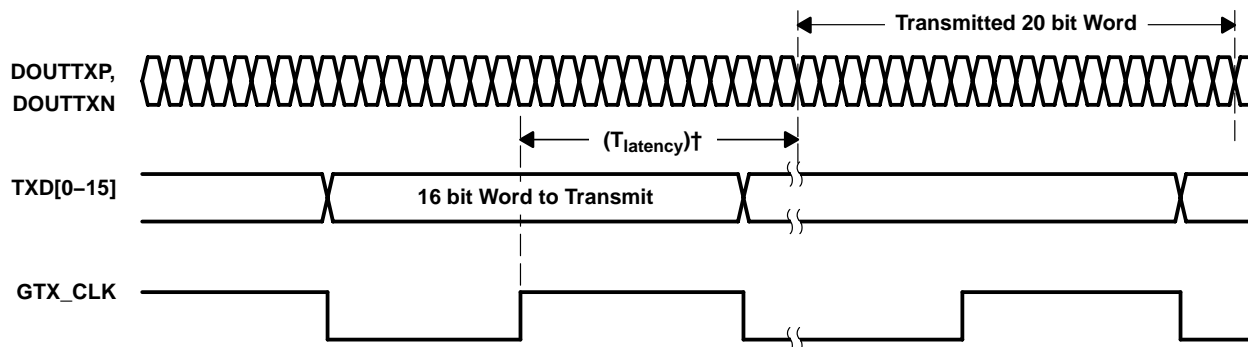 Transmitted 20 bit Word
DOUTTXP,
DOUTTXN
(Tlatency)†
TXD[0–15]
16 bit Word to Transmit
GTX_CLK